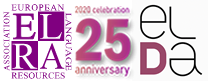 EUROPEAN
LANGUAGE
RESOURCES
ASSOCIATION
ELRA
2020 celebration
25
anniversary
elDa